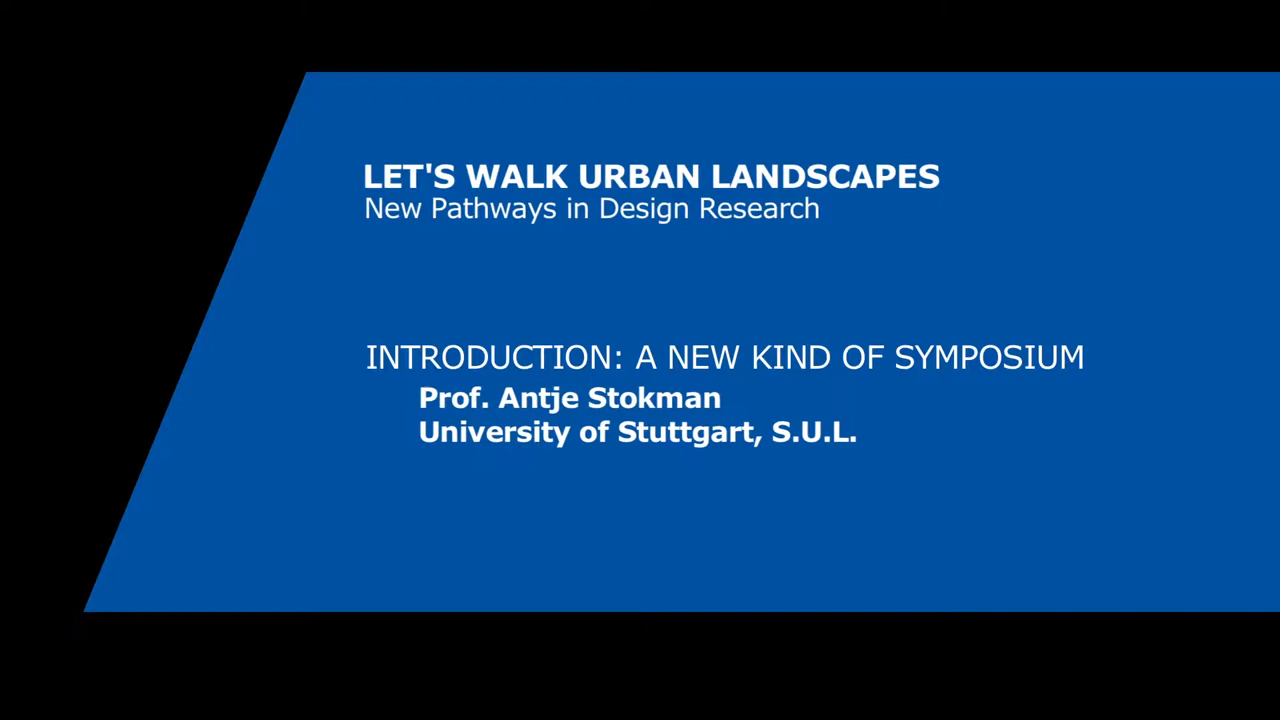 LET'S WALK URBAN LANDSCAPES
New Pathways in Design Research
INTRODUCTION: A NEW KIND OF SYMPOSIUM
Prof. Antje Stokman
University of Stuttgart, S.U.L.